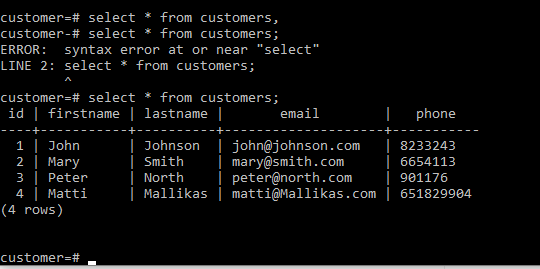 customer=# select * from customers,
customer-# select * from customers;
ERROR:  syntax error at or near "select"
LINE 2: select * from customers;
        ^
customer=# select * from customers;
 id | firstname | lastname |       email        |   phone
----+-----------+----------+--------------------+-----------
  1 | John      | Johnson  | john@johnson.com   | 8233243
  2 | Mary      | Smith    | mary@smith.com     | 6654113
  3 | Peter     | North    | peter@north.com    | 901176
  4 | Matti     | Mallikas | matti@Mallikas.com | 651829904
(4 rows)
customer=#